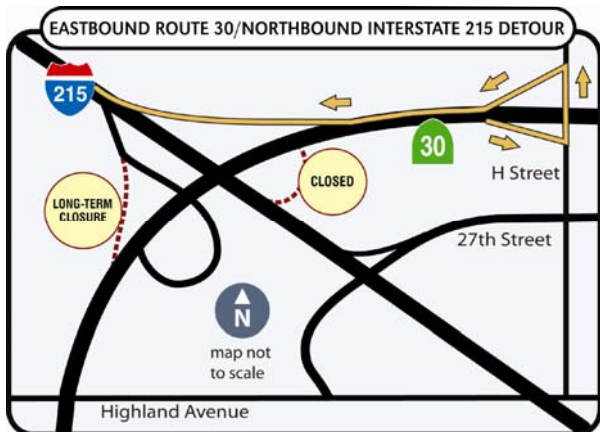 EASTBOUND ROUTE 30/NORTHBOUND INTERSTATE 215 DETOUR
215
30
CLOSED
H Street
LONG-TERM
CLOSURE
27th Street
N
map not
to scale
Highland Avenue